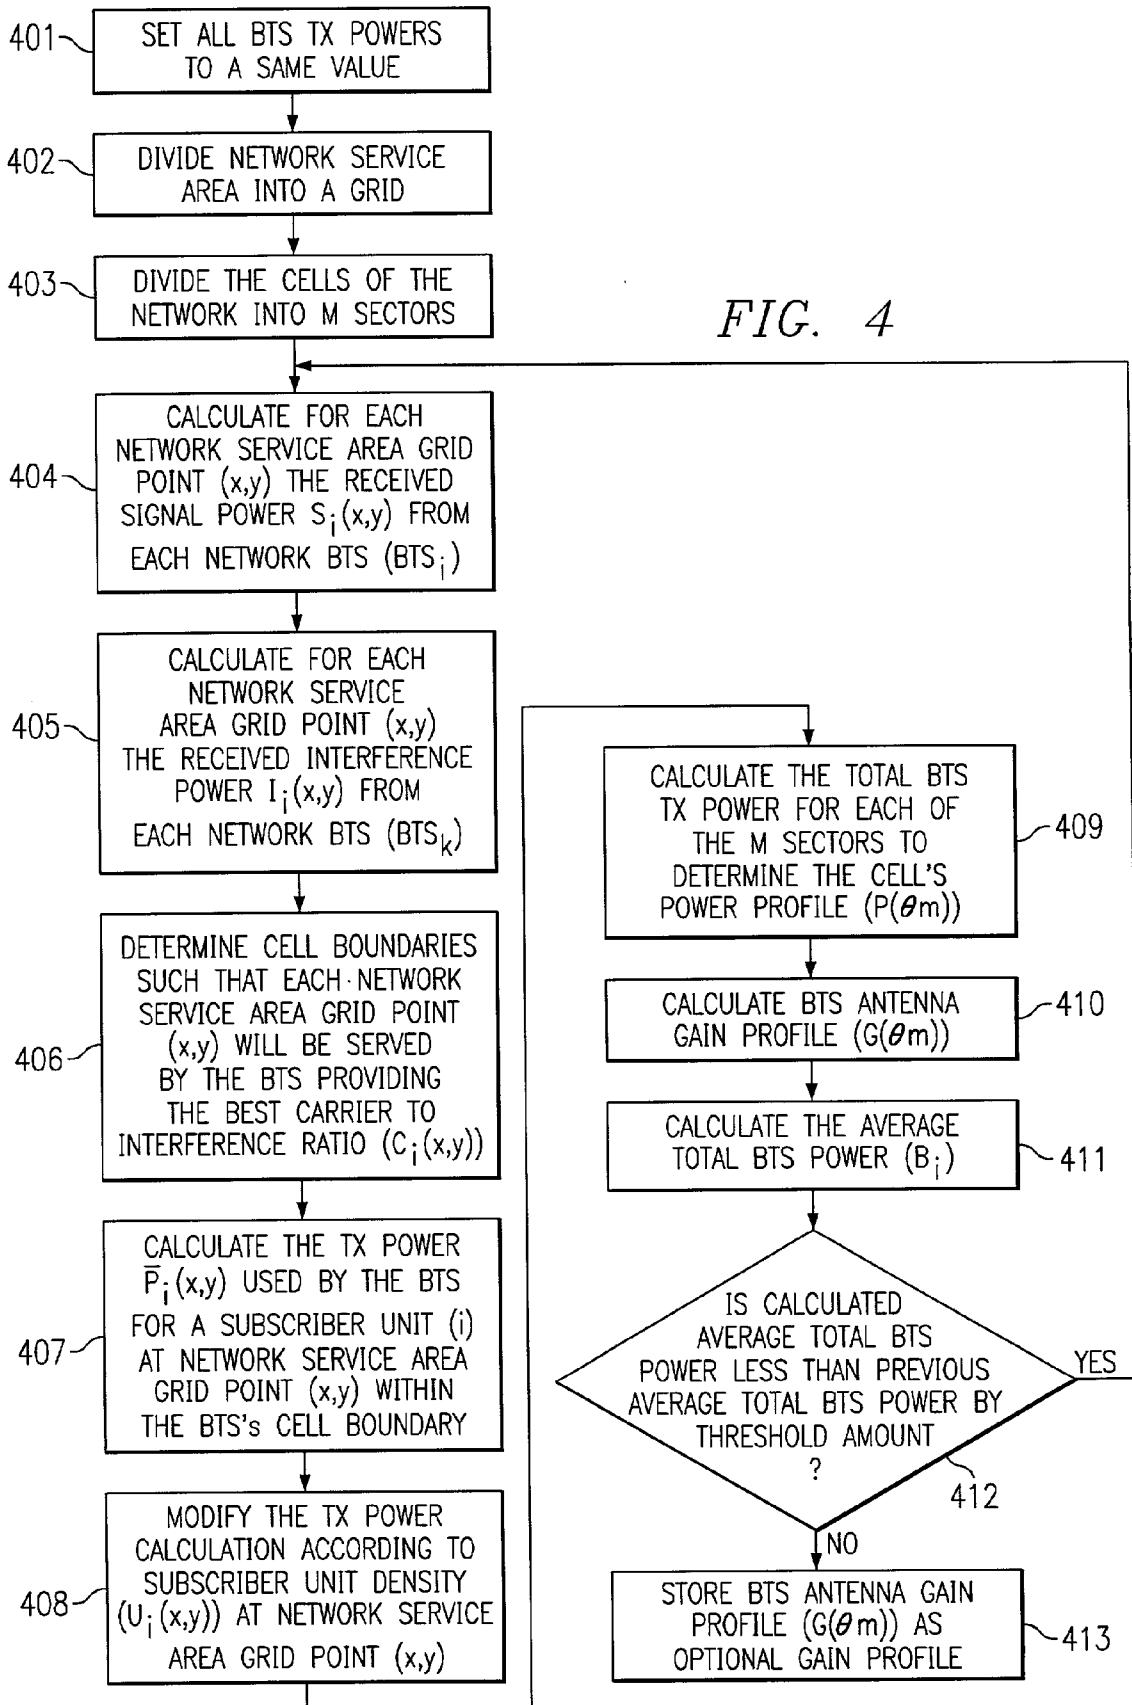 401
SET ALL BTS TX POWERS
TO A SAME VALUE
402
DIVIDE NETWORK SERVICE
AREA INTO A GRID
403
DIVIDE THE CELLS OF THE
NETWORK INTO M SECTORS
FIG. 4
404
CALCULATE FOR EACH
NETWORK SERVICE AREA GRID
POINT (x,y) THE RECEIVED
SIGNAL POWER Si(x,y) FROM
EACH NETWORK BTS (BTSi)
405
CALCULATE FOR EACH
NETWORK SERVICE
AREA GRID POINT (x,y)
THE RECEIVED INTERFERENCE
POWER Ii(x,y) FROM
EACH NETWORK BTS (BTSk)
406
DETERMINE CELL BOUNDARIES
SUCH THAT EACH NETWORK
SERVICE AREA GRID POINT
(x,y) WILL BE SERVED
BY THE BTS PROVIDING
THE BEST CARRIER TO
INTERFERENCE RATIO (Ci(x,y))
407
CALCULATE THE TX POWER
P̄i(x,y) USED BY THE BTS
FOR A SUBSCRIBER UNIT (i)
AT NETWORK SERVICE AREA
GRID POINT (x,y) WITHIN
THE BTS's CELL BOUNDARY
408
MODIFY THE TX POWER
CALCULATION ACCORDING TO
SUBSCRIBER UNIT DENSITY
(Ui(x,y)) AT NETWORK SERVICE
AREA GRID POINT (x,y)
CALCULATE THE TOTAL BTS
TX POWER FOR EACH OF
THE M SECTORS TO
DETERMINE THE CELL'S
POWER PROFILE (P(θm))
409
CALCULATE BTS ANTENNA
GAIN PROFILE (G(θm))
410
CALCULATE THE AVERAGE
TOTAL BTS POWER (Bi)
411
IS CALCULATED
AVERAGE TOTAL BTS
POWER LESS THAN PREVIOUS
AVERAGE TOTAL BTS POWER BY
THRESHOLD AMOUNT
?
YES
412
NO
STORE BTS ANTENNA GAIN
PROFILE (G(θm)) AS
OPTIONAL GAIN PROFILE
413